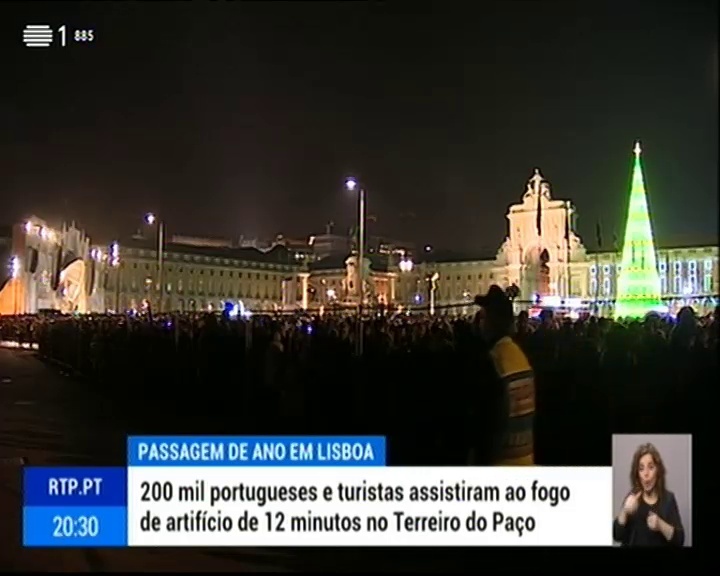 1 885
PASSAGEM DE ANO EM LISBOA
RTP.PT
20:30
200 mil portugueses e turistas assistiram ao fogo
de artifício de 12 minutos no Terreiro do Paço